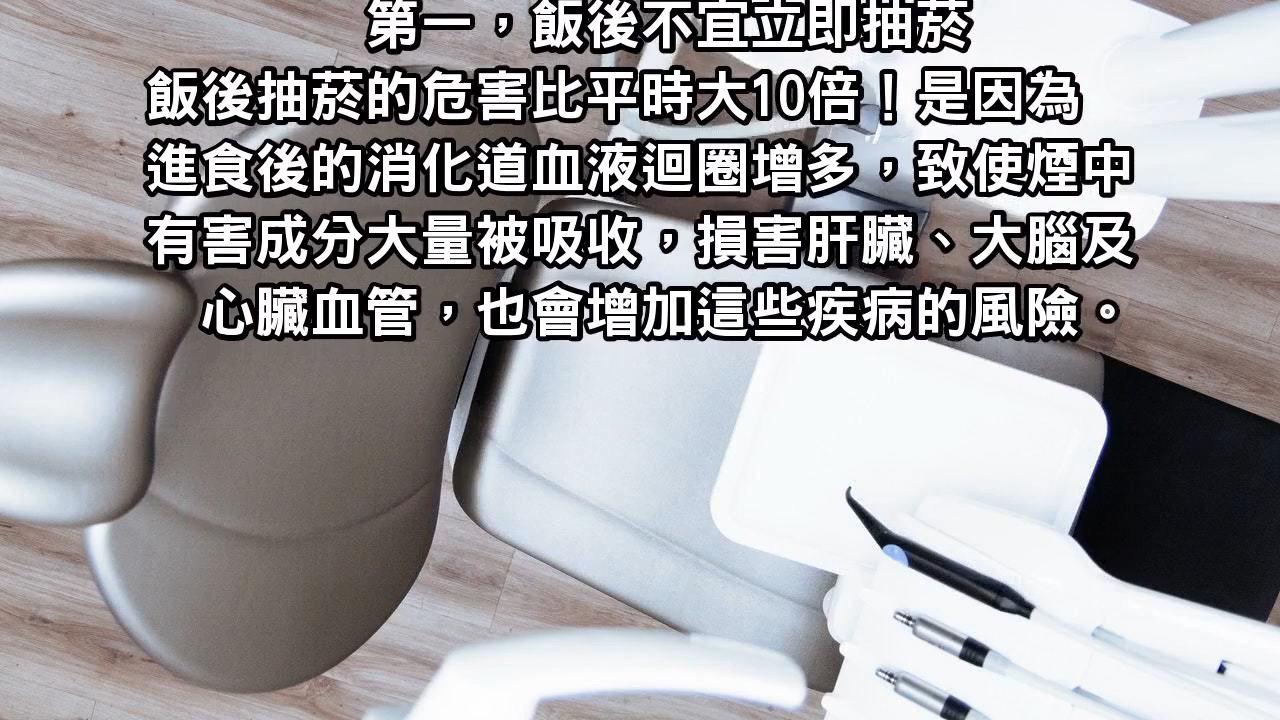 第一，飯後不宜立即抽菸
飯後抽菸的危害比平時大10倍！是因為
進食後的消化道血液迴圈增多，致使煙中
有害成分大量被吸收，損害肝臟、大腦及
心臟血管，也會增加這些疾病的風險。